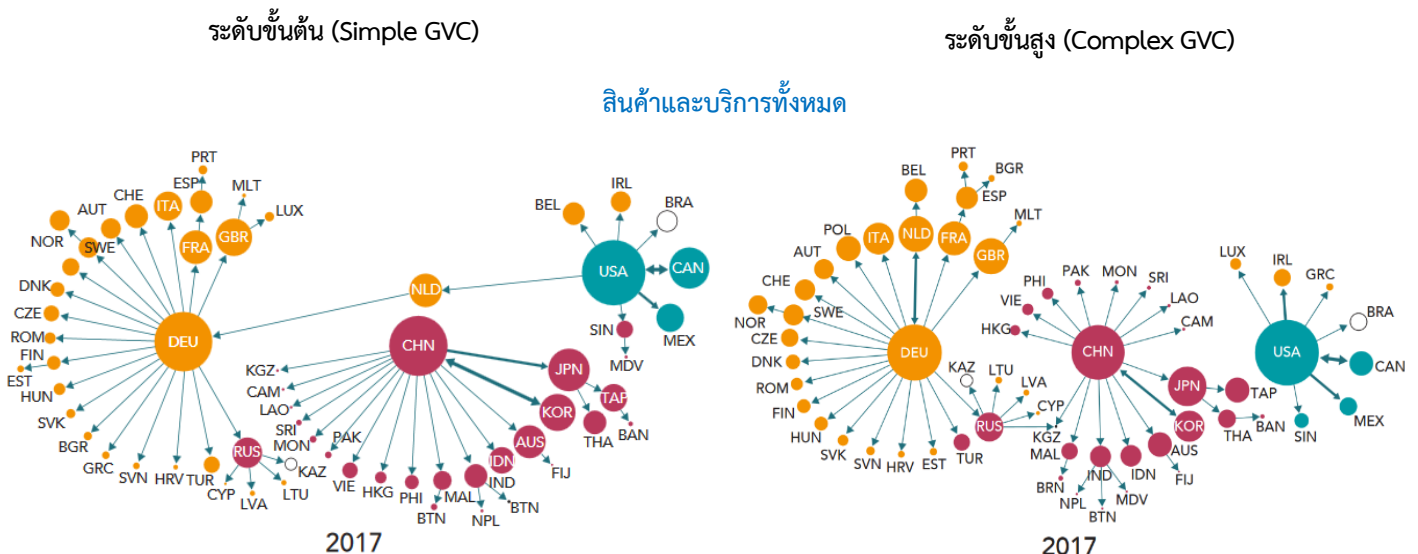 ระดับขั้นต้น (Simple GVC)
ระดับขั้นสูง (Complex GVC)
สินค้าและบริการทั้งหมด
PRT
ESP
MLT
CHE
ITA
LUX
AUT
GBR
NOR
SWE
FRA
DNK
CZE
ROM
DEU
FIN
EST
HUN
SVK
BGR
GRC
SVN
HRV
TUR
RUS
CYP
LVA
LTU
KAZ
NLD
BEL
IRL
BRA
USA
CAN
MEX
SIN
MDV
CHN
KGZ
CAM
LAO
SRI
MON
PAK
VIE
HKG
PHI
MAL
BTN
NPL
BTN
IND
IDN
AUS
FIJ
KOR
JPN
TAP
THA
BAN
2017
PRT
BGR
BEL
ESP
MLT
POL
ITA
NLD
FRA
GBR
AUT
CHE
SWE
NOR
CZE
DNK
ROM
FIN
HUN
SVK
SVN
HRV
EST
TUR
DEU
KAZ
LTU
LVA
CYP
RUS
KGZ
PHI
PAK
MON
SRI
VIE
LAO
HKG
CAM
CHN
JPN
TAP
THA
BAN
KOR
AUS
FIJ
IDN
IND
MAL
BRN
NPL
BTN
MDV
LUX
IRL
GRC
BRA
USA
CAN
MEX
SIN
2017